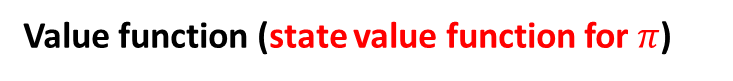 Value function (state value function for π)